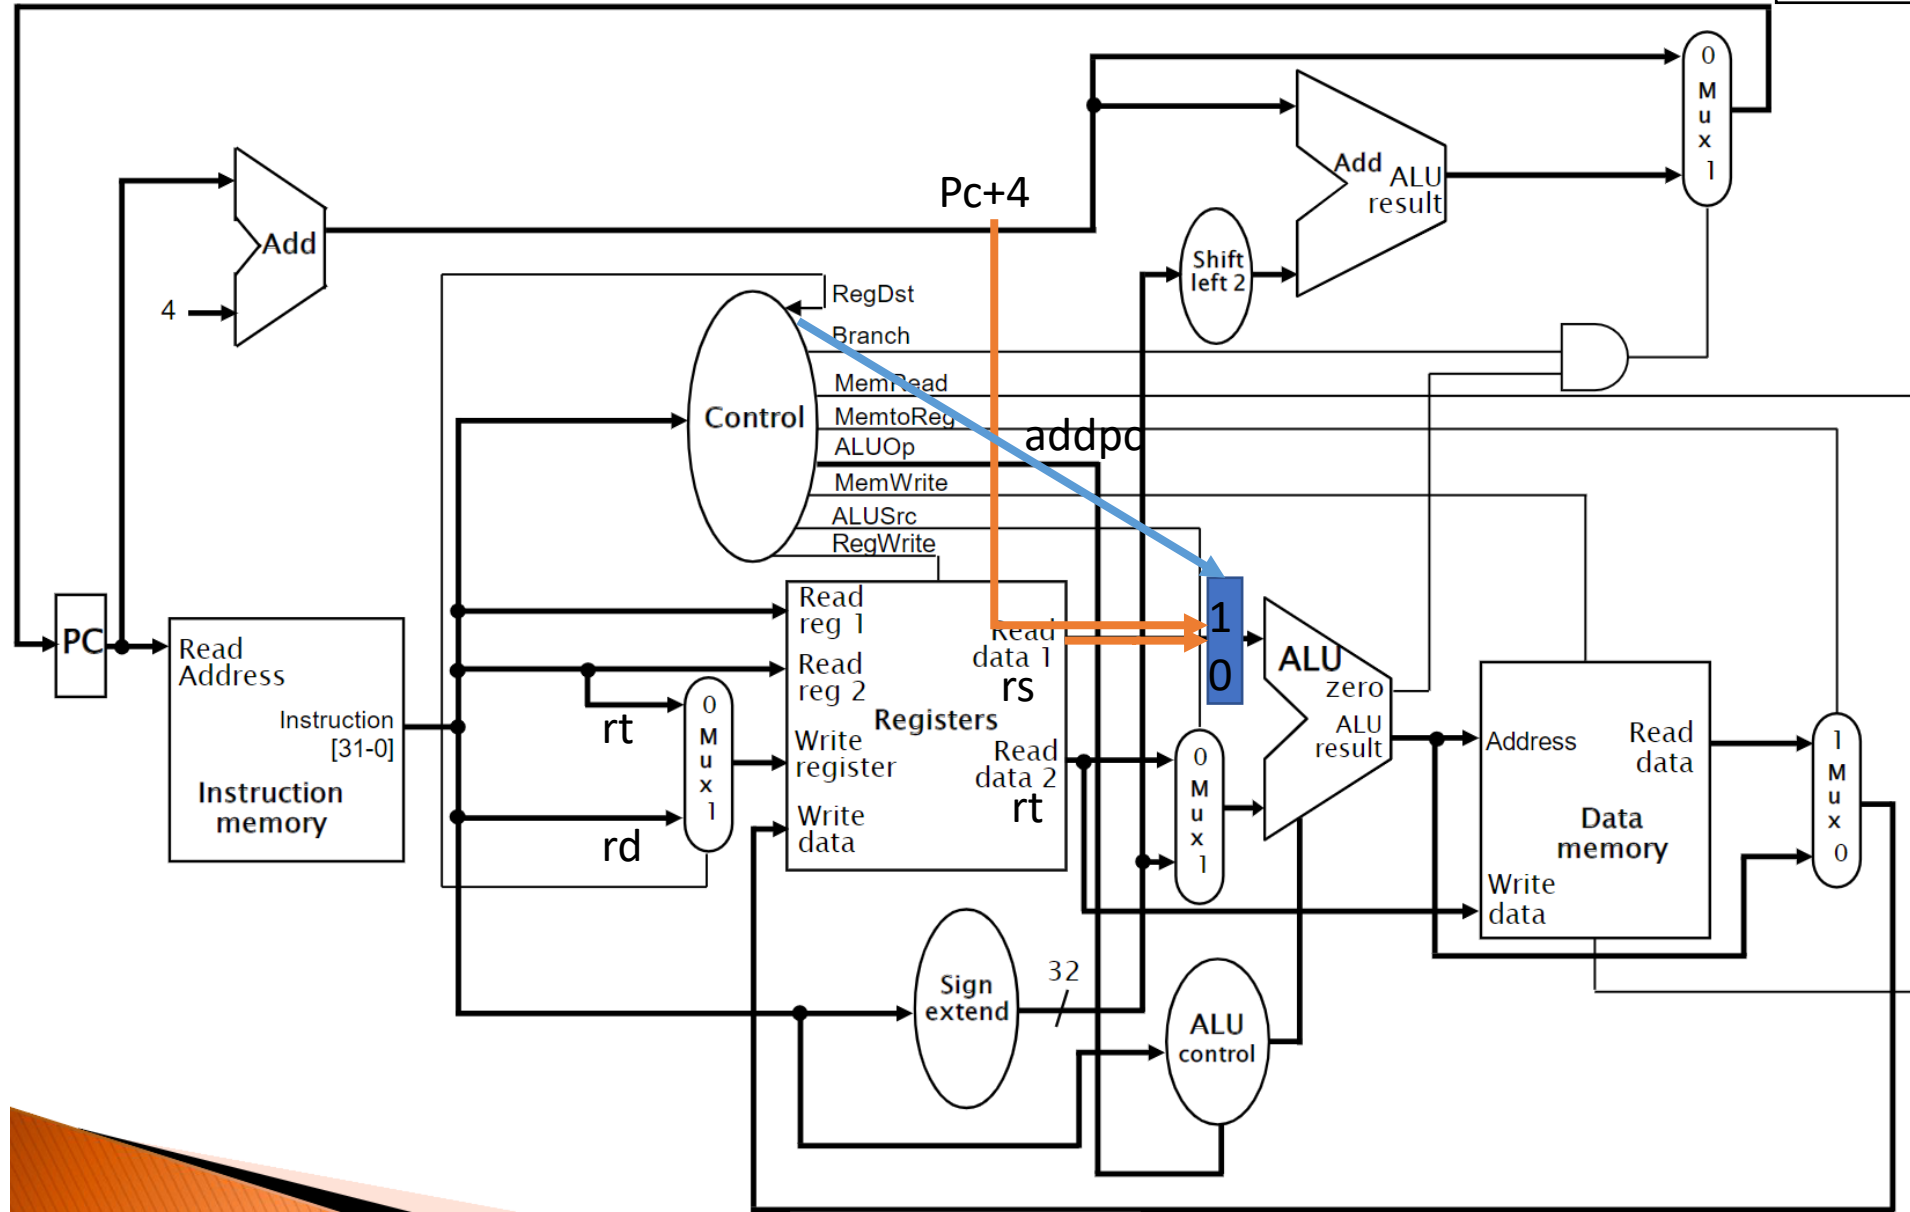 0
M
u
x
1
Add
ALU
result
Pc+4
Shift
left 2
Add
4
RegDst
Branch
MemRead
MemtoReg
addpc
ALUOp
MemWrite
ALUSrc
RegWrite
Control
PC
Read
Address
Instruction
[31-0]
Instruction
memory
rt
rd
0
M
u
x
1
Read
reg 1
Read
reg 2
Write
register
Write
data
Registers
Read
data 1
rs
Read
data 2
rt
1
0
0
M
u
x
1
ALU
zero
ALU
result
Address
Read
data
Data
memory
Write
data
1
M
u
x
0
Sign
extend
32
ALU
control